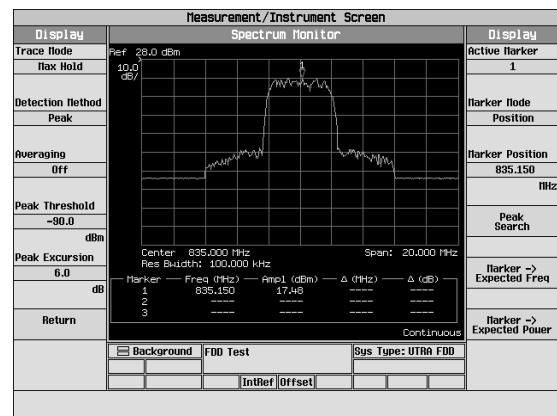 Measurement/Instrument Screen
Display
Spectrum Monitor
Display
Trace Mode
Max Hold
Detection Method
Peak
Averaging
Off
Peak Threshold
-90.0
dBm
Peak Excursion
6.0
dB
Return
Ref 28.0 dBm
10.0
dB/
1
Center 835.000 MHz
Span: 20.000 MHz
Res Bwidth: 100.000 kHz
Marker Freq (MHz) Ampl (dBm) Δ (MHz) Δ (dB)
1 835.150 17.48 ---- ----
2 ---- ---- ---- ----
3 ---- ---- ---- ----
Continuous
Active Marker
1
Marker Mode
Position
Marker Position
835.150
MHz
Peak
Search
Marker ->
Expected Freq
Marker ->
Expected Power
Background
FDD Test
Sys Type: UTRA FDD
IntRef
Offset